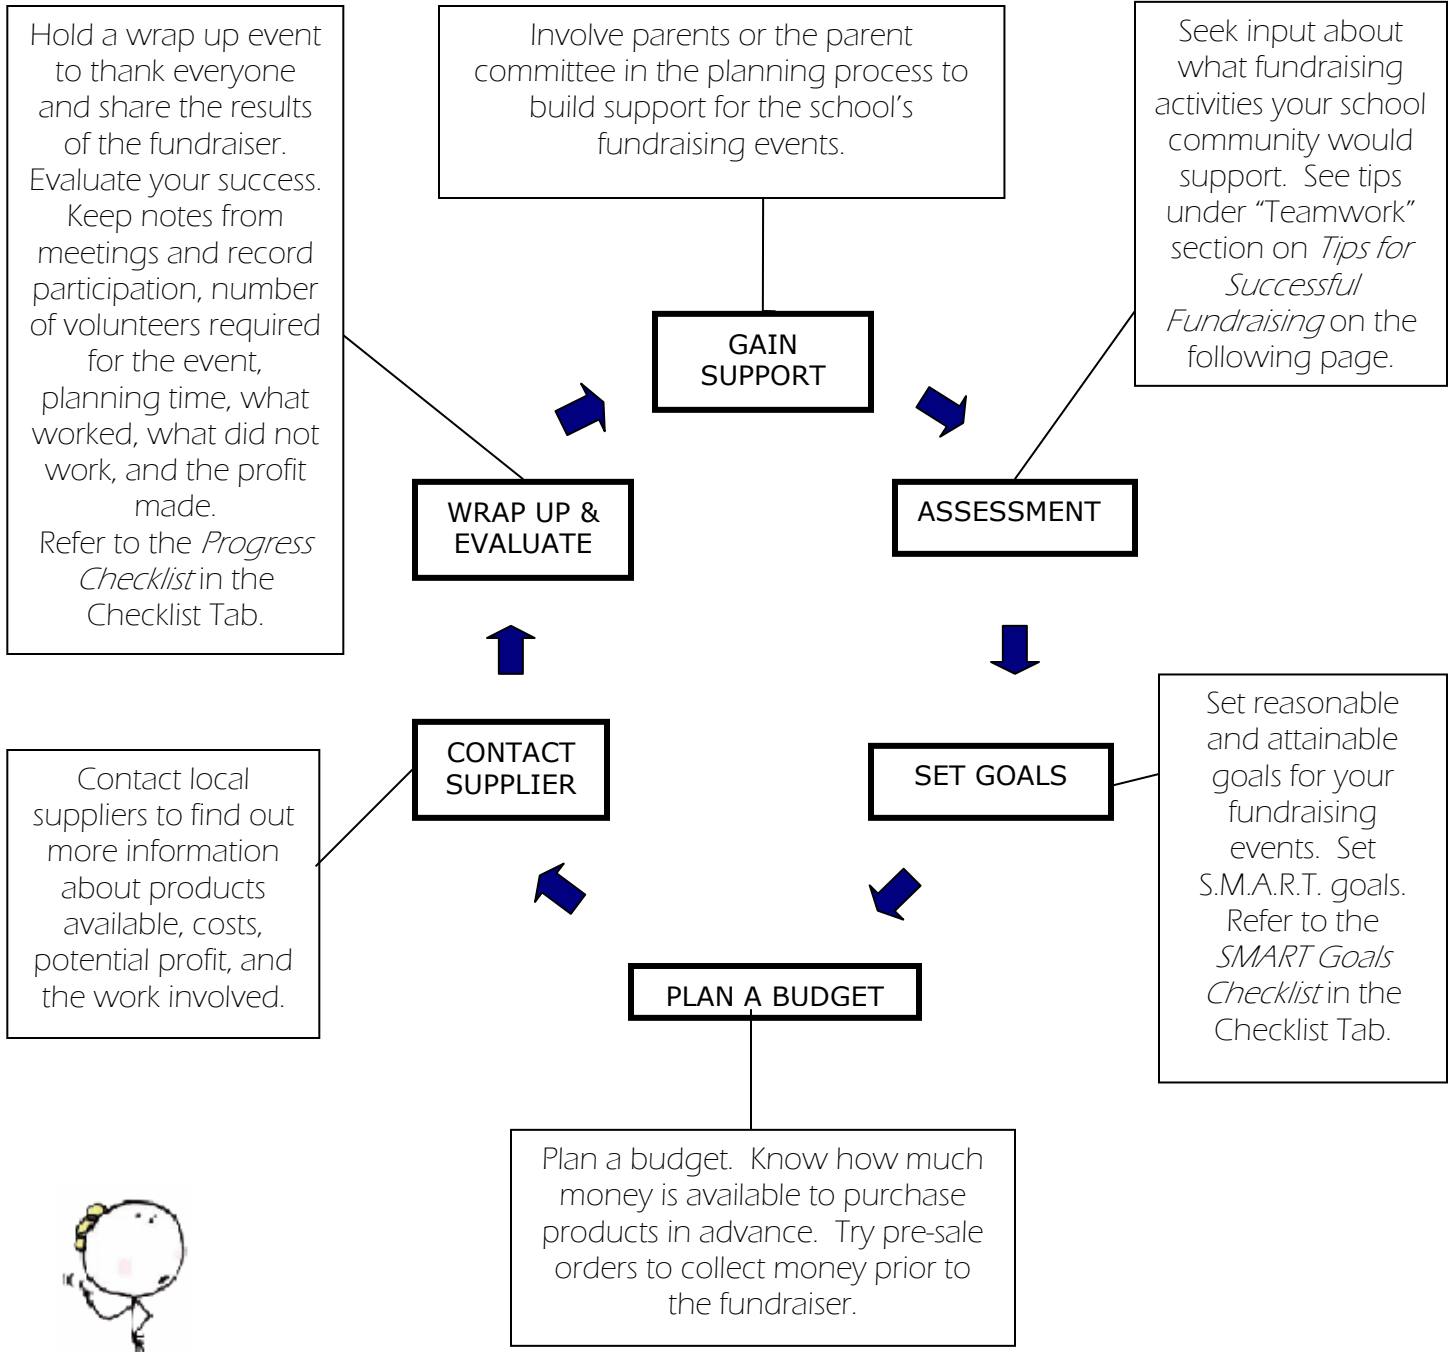 Hold a wrap up event
to thank everyone
and share the results
of the fundraiser.
Evaluate your success.
Keep notes from
meetings and record
participation, number
of volunteers required
for the event,
planning time, what
worked, what did not
work, and the profit
made.
Refer to the Progress
Checklist in the
Checklist Tab.
Involve parents or the parent
committee in the planning process to
build support for the school’s
fundraising events.
Seek input about
what fundraising
activities your school
community would
support.  See tips
under “Teamwork”
section on Tips for
Successful
Fundraising on the
following page.
GAIN
SUPPORT
WRAP UP &
EVALUATE
ASSESSMENT
CONTACT
SUPPLIER
SET GOALS
Contact local
suppliers to find out
more information
about products
available, costs,
potential profit, and
the work involved.
Set reasonable
and attainable
goals for your
fundraising
events.  Set
S.M.A.R.T. goals.
Refer to the
SMART Goals
Checklist in the
Checklist Tab.
PLAN A BUDGET
Plan a budget.  Know how much
money is available to purchase
products in advance.  Try pre-sale
orders to collect money prior to
the fundraiser.